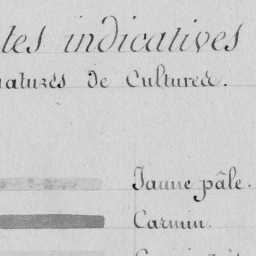 tes indicatives
natures de Cultures.
Jaune pâle.
Carmin.